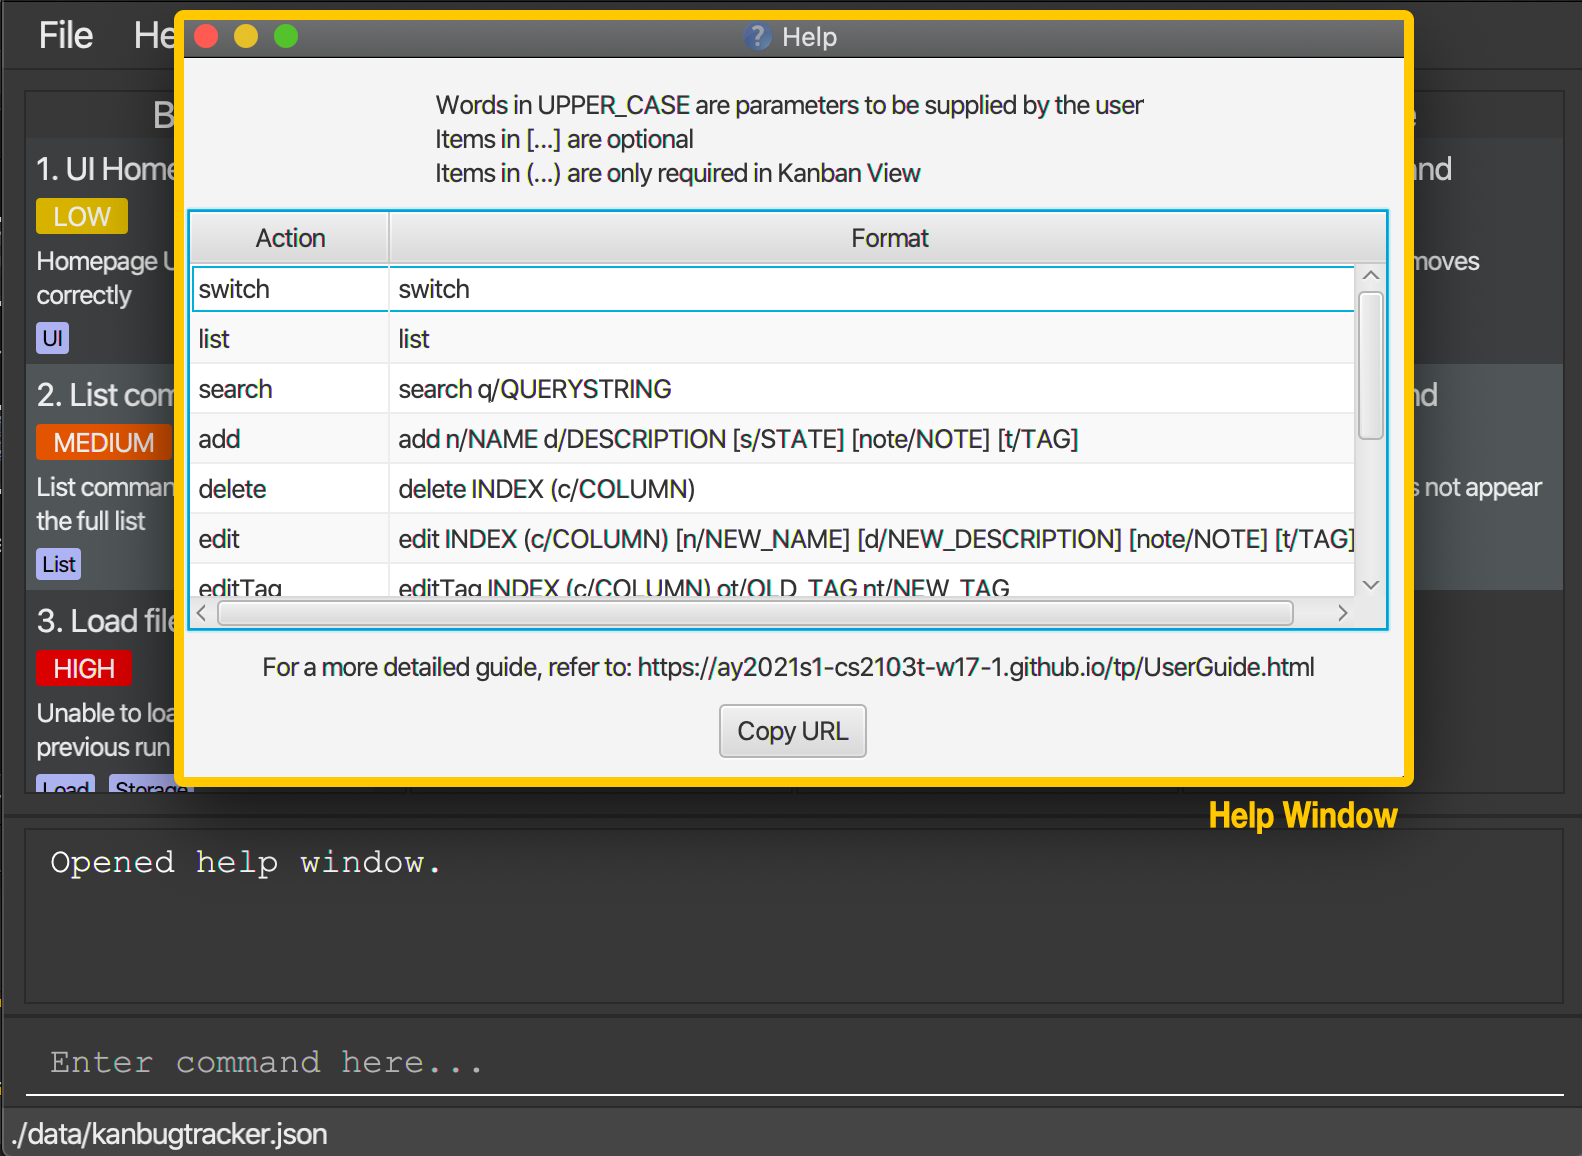 File
Help
Words in UPPER_CASE are parameters to be supplied by the user
Items in [...] are optional
Items in (...) are only required in Kanban View
Action Format
switch switch
list list
search search q/QUERYSTRING
add add n/NAME d/DESCRIPTION [s/STATE] [note/NOTE] [t/TAG]
delete delete INDEX (c/COLUMN)
edit edit INDEX (c/COLUMN) [n/NEW_NAME] [d/NEW_DESCRIPTION] [note/NOTE] [t/TAG]
editTag editTag INDEX (c/COLUMN) ot/OLD_TAG nt/NEW_TAG
For a more detailed guide, refer to: https://ay2021s1-cs2103t-w17-1.github.io/tp/UserGuide.html
Copy URL
Help Window
1. UI Home
LOW
Homepage
correctly
UI
2. List
MEDIUM
List
the full list
List
3. Load
HIGH
Unable to
previous run
Load Storage
moves
not appear
Opened help window.
Enter command here...
./data/kanbugtracker.json